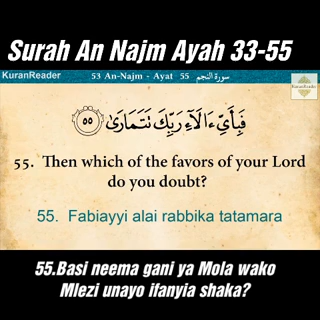 Surah An Najm Ayah 33-55
KuranReader
53 An-Najm - Ayat 55 سورة النجم
KuranReader
فَبِأَىِّ ءَالَآءِ رَبِّكَ نَتَمَارَىٰ ٥٥
55. Then which of the favors of your Lord
do you doubt?
55. Fabiayyi alai rabbika tatamara
55.Basi neema gani ya Mola wako
Mlezi unayo ifanyia shaka?